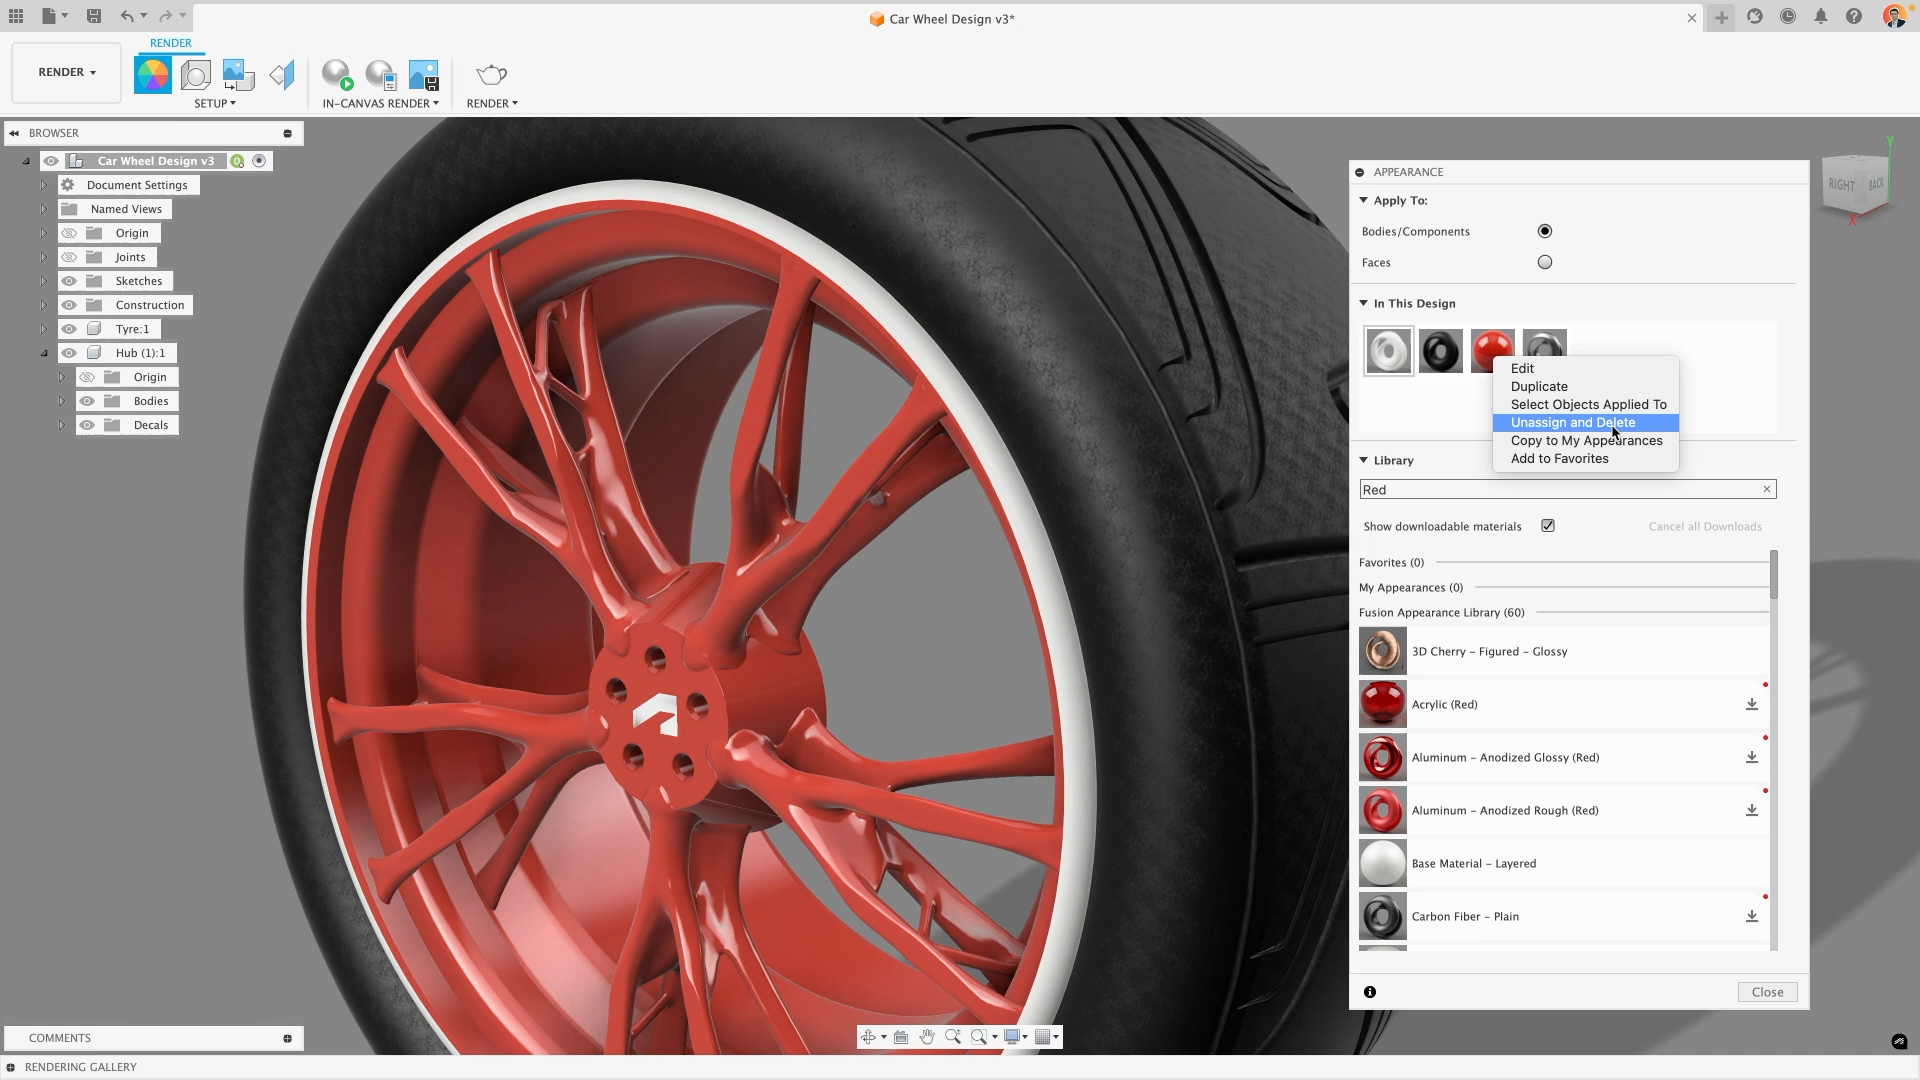 Car Wheel Design v3*
RENDER
RENDER
SETUP
IN-CANVAS RENDER
RENDER
BROWSER
Car Wheel Design v3
Document Settings
Named Views
Origin
Joints
Sketches
Construction
Tyre:1
Hub (1):1
Origin
Bodies
Decals
Y
RIGHT
BACK
X
APPEARANCE
Apply To:
Bodies/Components
Faces
In This Design
Edit
Duplicate
Select Objects Applied To
Unassign and Delete
Copy to My Appearances
Add to Favorites
Library
Red
Show downloadable materials
Cancel all Downloads
Favorites (0)
My Appearances (0)
Fusion Appearance Library (60)
3D Cherry - Figured - Glossy
Acrylic (Red)
Aluminum - Anodized Glossy (Red)
Aluminum - Anodized Rough (Red)
Base Material - Layered
Carbon Fiber - Plain
Close
COMMENTS
RENDERING GALLERY